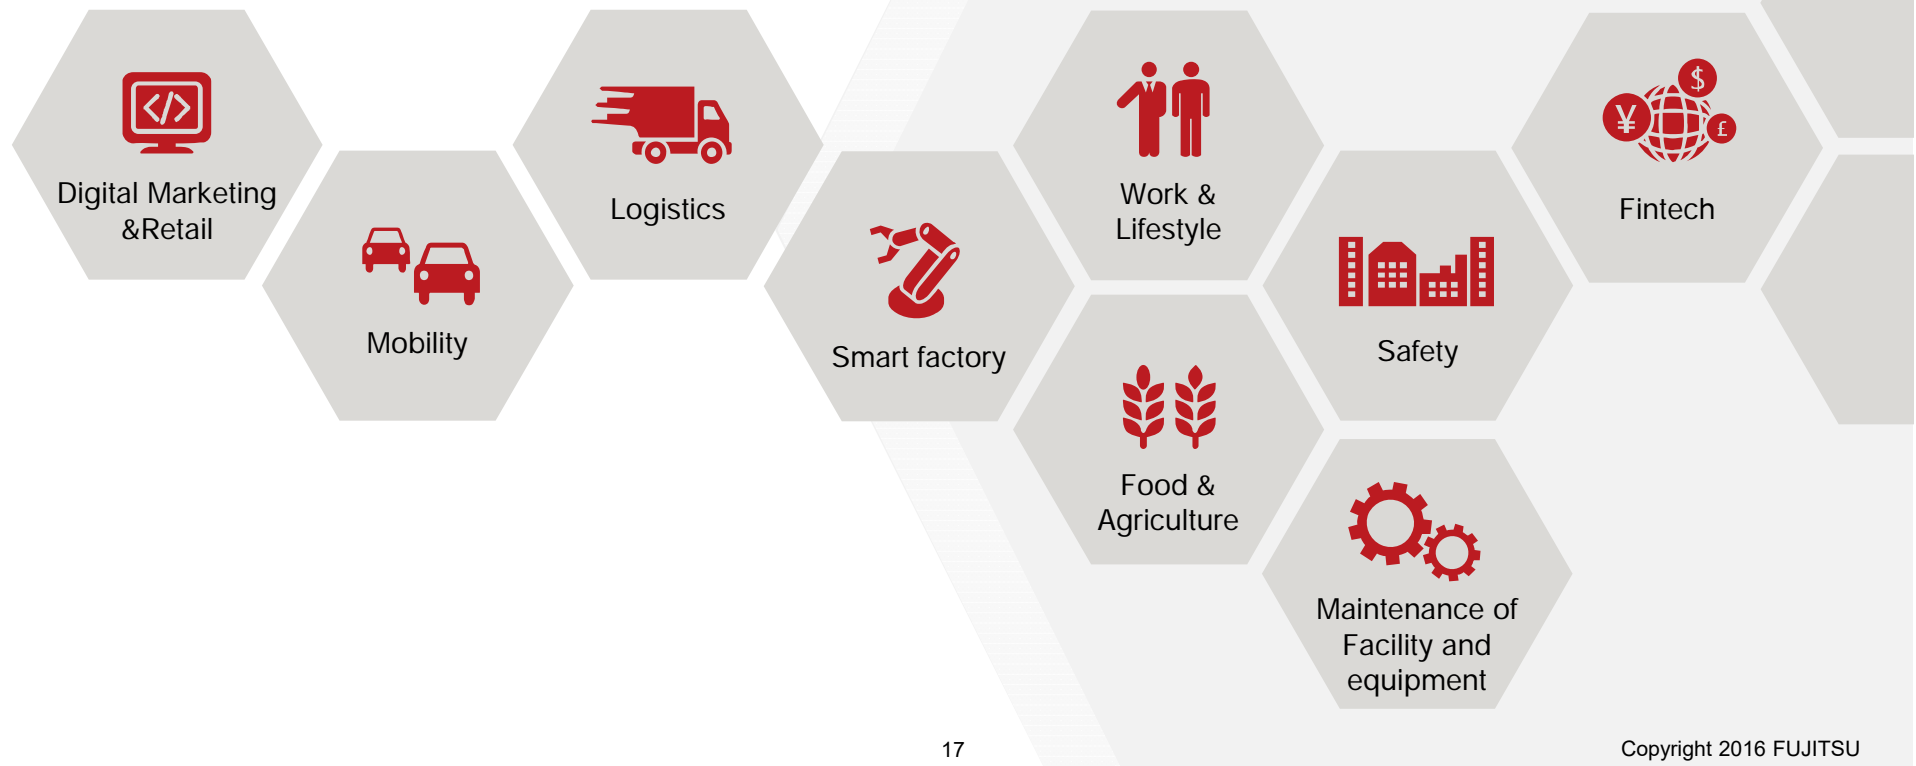 Digital Marketing
&Retail
Mobility
Logistics
Smart factory
Work &
Lifestyle
Food &
Agriculture
Safety
Maintenance of
Facility and
equipment
¥
$
£
Fintech
17
Copyright 2016 FUJITSU